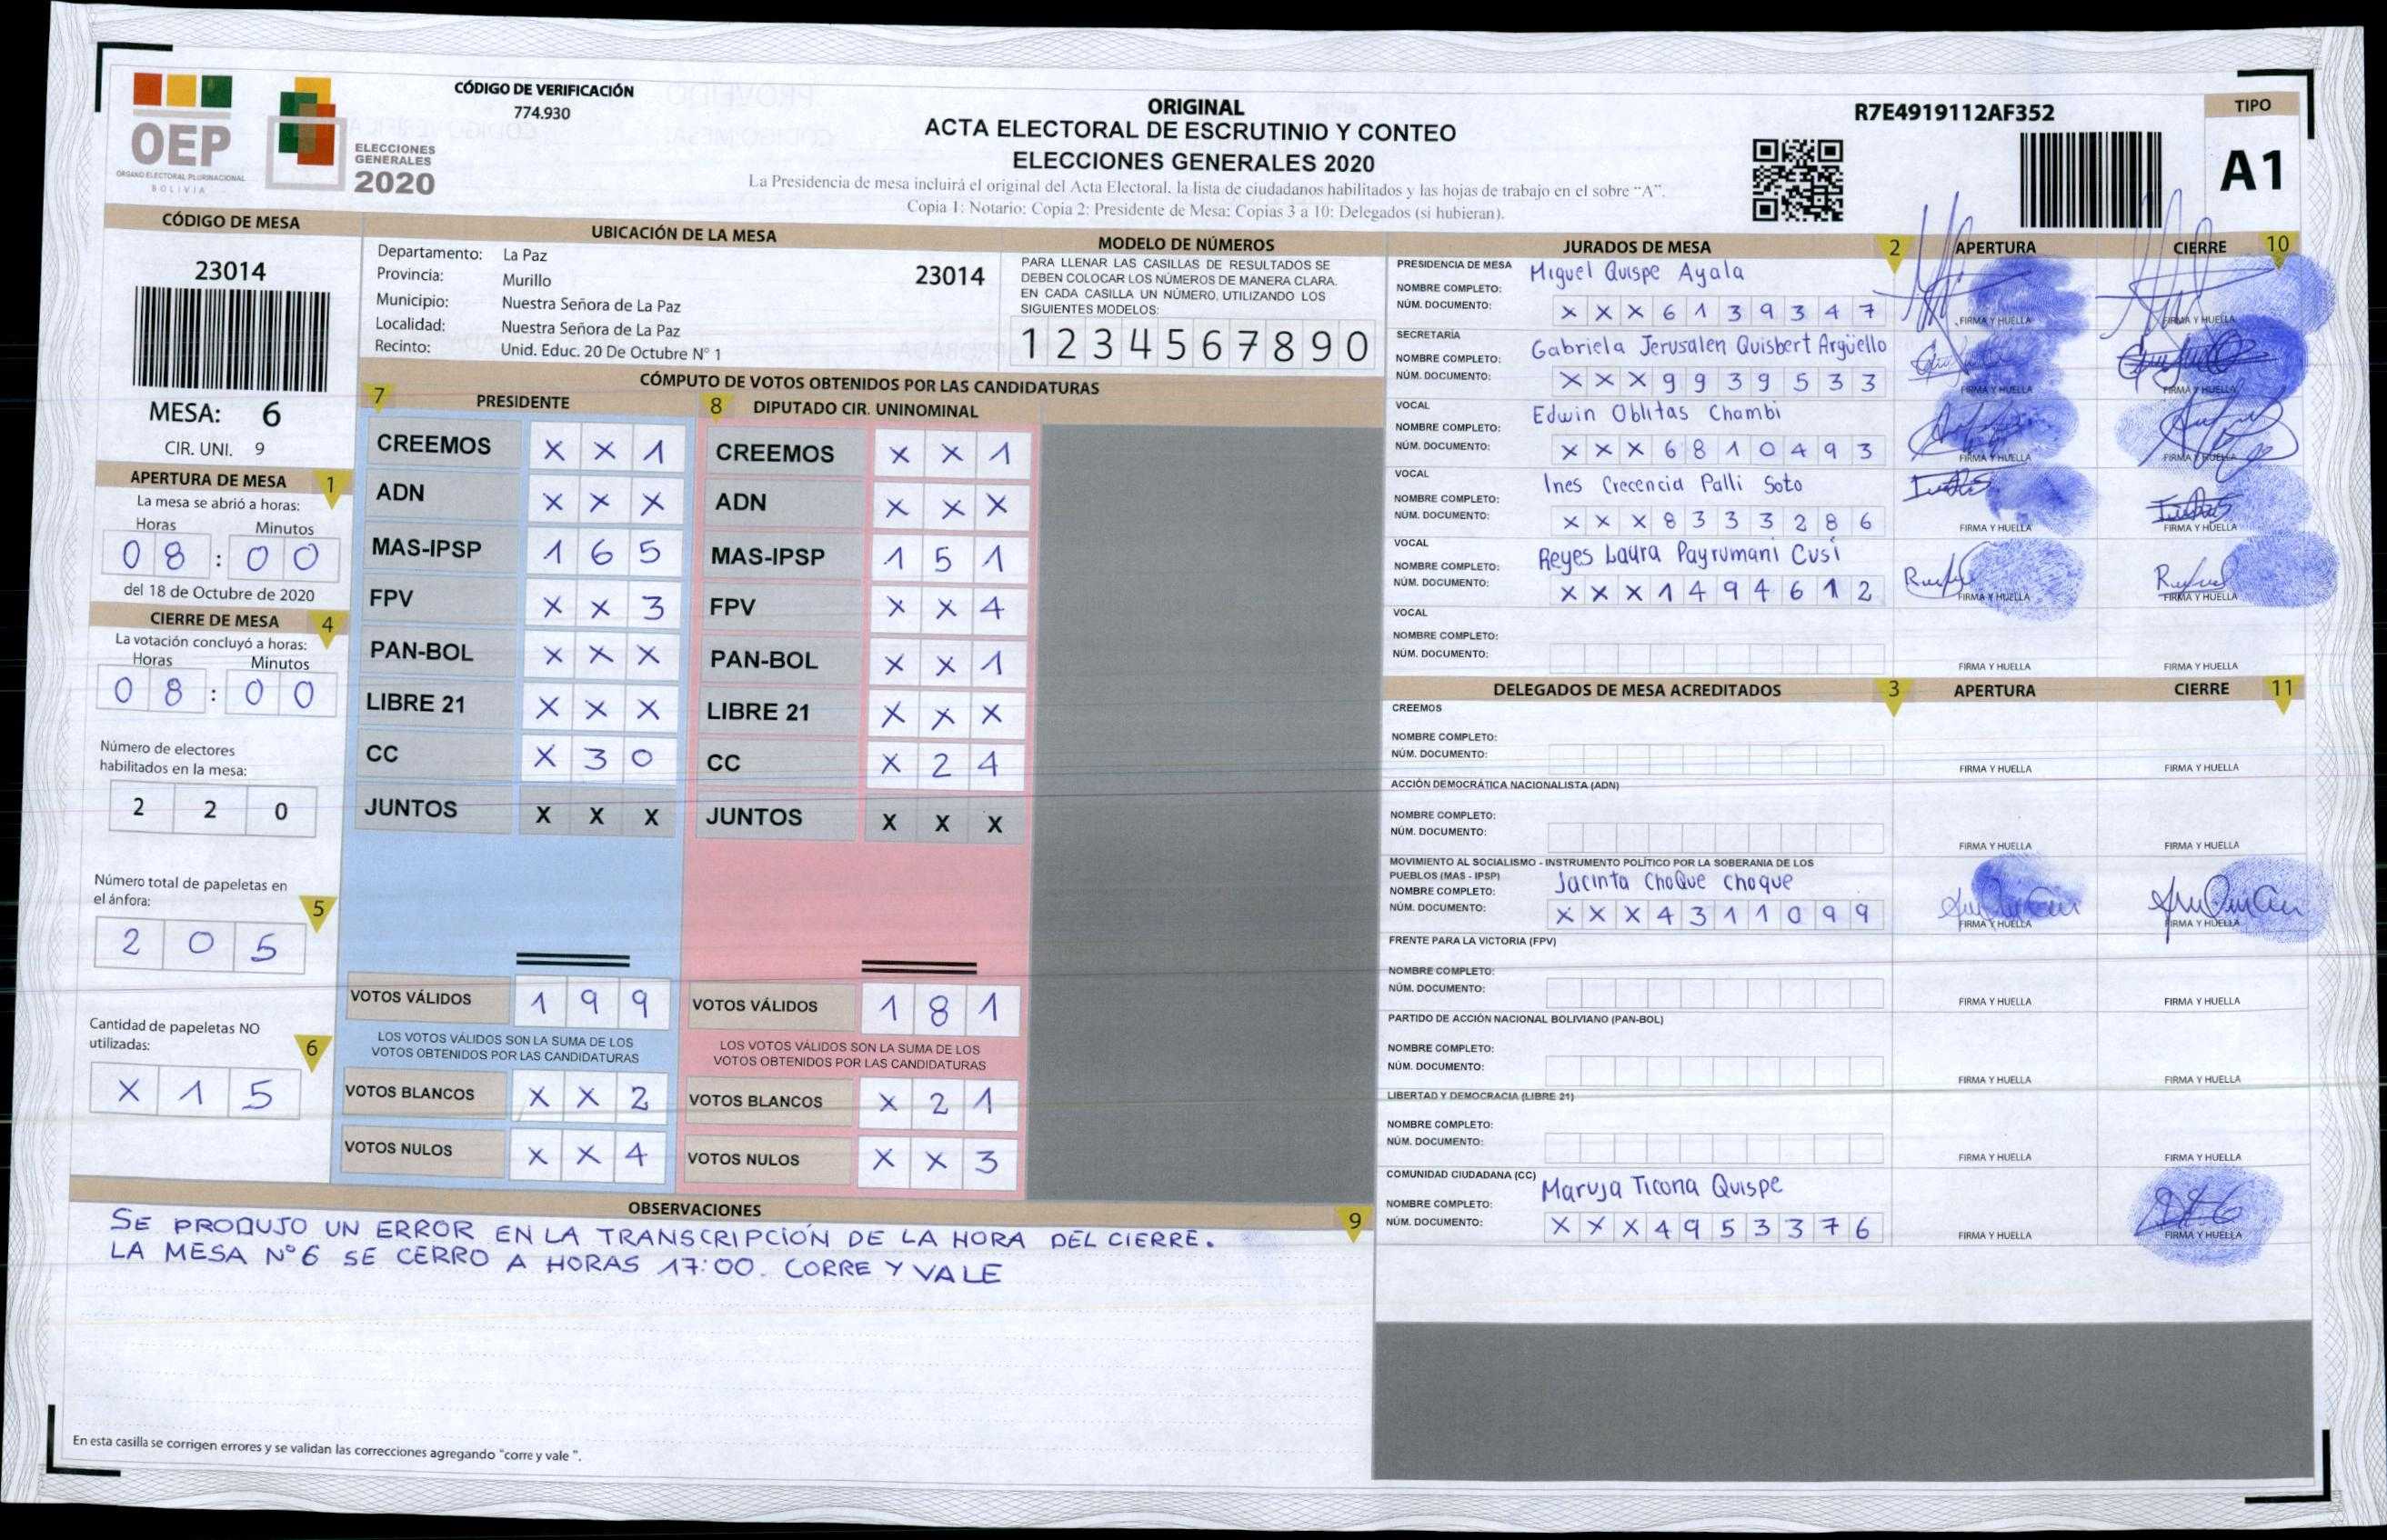 OEP
ÓRGANO ELECTORAL PLURINACIONAL
BOLIVIA
ELECCIONES
GENERALES
2020
CÓDIGO DE VERIFICACIÓN
774.930
ORIGINAL
ACTA ELECTORAL DE ESCRUTINIO Y CONTEO
ELECCIONES GENERALES 2020
La Presidencia de mesa incluirá el original del Acta Electoral, la lista de ciudadanos habilitados y las hojas de trabajo en el sobre "A".
Copia 1: Notario; Copia 2: Presidente de Mesa; Copias 3 a 10: Delegados (si hubieran).
R7E4919112AF352
TIPO
A1
CÓDIGO DE MESA
23014
MESA: 6
CIR. UNI. 9
APERTURA DE MESA 1
La mesa se abrió a horas:
Horas Minutos
08 : 00
del 18 de Octubre de 2020
CIERRE DE MESA 4
La votación concluyó a horas:
Horas Minutos
08 : 00
Número de electores
habilitados en la mesa:
2 2 0
Número total de papeletas en
el ánfora:
5
2 0 5
Cantidad de papeletas NO
utilizadas:
6
X 1 5
UBICACIÓN DE LA MESA
Departamento: La Paz
Provincia: Murillo
Municipio: Nuestra Señora de La Paz
Localidad: Nuestra Señora de La Paz
Recinto: Unid. Educ. 20 De Octubre N° 1
23014
MODELO DE NÚMEROS
PARA LLENAR LAS CASILLAS DE RESULTADOS SE
DEBEN COLOCAR LOS NÚMEROS DE MANERA CLARA.
EN CADA CASILLA UN NÚMERO, UTILIZANDO LOS
SIGUIENTES MODELOS:
1 2 3 4 5 6 7 8 9 0
CÓMPUTO DE VOTOS OBTENIDOS POR LAS CANDIDATURAS
7 PRESIDENTE
CREEMOS X X 1
ADN X X X
MAS-IPSP 1 6 5
FPV X X 3
PAN-BOL X X X
LIBRE 21 X X X
CC X 3 0
JUNTOS X X X
VOTOS VÁLIDOS 1 9 9
LOS VOTOS VÁLIDOS SON LA SUMA DE LOS
VOTOS OBTENIDOS POR LAS CANDIDATURAS
VOTOS BLANCOS X X 2
VOTOS NULOS X X 4
8 DIPUTADO CIR. UNINOMINAL
CREEMOS X X 1
ADN X X X
MAS-IPSP 1 5 1
FPV X X 4
PAN-BOL X X 1
LIBRE 21 X X X
CC X 2 4
JUNTOS X X X
VOTOS VÁLIDOS 1 8 1
LOS VOTOS VÁLIDOS SON LA SUMA DE LOS
VOTOS OBTENIDOS POR LAS CANDIDATURAS
VOTOS BLANCOS X 2 1
VOTOS NULOS X X 3
OBSERVACIONES 9
SE PRODUJO UN ERROR EN LA TRANSCRIPCIÓN DE LA HORA DEL CIERRE.
LA MESA N°6 SE CERRO A HORAS 17:00. CORRE Y VALE
En esta casilla se corrigen errores y se validan las correcciones agregando "corre y vale ".
JURADOS DE MESA 2 APERTURA CIERRE 10
PRESIDENCIA DE MESA
NOMBRE COMPLETO: Miguel Quispe Ayala
NÚM. DOCUMENTO: X X X 6 1 3 9 3 4 7
FIRMA Y HUELLA FIRMA Y HUELLA
SECRETARÍA
NOMBRE COMPLETO: Gabriela Jerusalen Quisbert Argüello
NÚM. DOCUMENTO: X X X 9 9 3 9 5 3 3
FIRMA Y HUELLA FIRMA Y HUELLA
VOCAL
NOMBRE COMPLETO: Edwin Oblitas Chambi
NÚM. DOCUMENTO: X X X 6 8 1 0 4 9 3
FIRMA Y HUELLA FIRMA Y HUELLA
VOCAL
NOMBRE COMPLETO: Ines Crecencia Palli Soto
NÚM. DOCUMENTO: X X X 8 3 3 3 2 8 6
FIRMA Y HUELLA FIRMA Y HUELLA
VOCAL
NOMBRE COMPLETO: Reyes Laura Payrumani Cusi
NÚM. DOCUMENTO: X X X 1 4 9 4 6 1 2
FIRMA Y HUELLA FIRMA Y HUELLA
VOCAL
NOMBRE COMPLETO:
NÚM. DOCUMENTO:
FIRMA Y HUELLA FIRMA Y HUELLA
DELEGADOS DE MESA ACREDITADOS 3 APERTURA CIERRE 11
CREEMOS
NOMBRE COMPLETO:
NÚM. DOCUMENTO:
FIRMA Y HUELLA FIRMA Y HUELLA
ACCIÓN DEMOCRÁTICA NACIONALISTA (ADN)
NOMBRE COMPLETO:
NÚM. DOCUMENTO:
FIRMA Y HUELLA FIRMA Y HUELLA
MOVIMIENTO AL SOCIALISMO - INSTRUMENTO POLÍTICO POR LA SOBERANIA DE LOS
PUEBLOS (MAS - IPSP)
NOMBRE COMPLETO: Jacinta Choque choque
NÚM. DOCUMENTO: X X X 4 3 1 1 0 9 9
FIRMA Y HUELLA FIRMA Y HUELLA
FRENTE PARA LA VICTORIA (FPV)
NOMBRE COMPLETO:
NÚM. DOCUMENTO:
FIRMA Y HUELLA FIRMA Y HUELLA
PARTIDO DE ACCIÓN NACIONAL BOLIVIANO (PAN-BOL)
NOMBRE COMPLETO:
NÚM. DOCUMENTO:
FIRMA Y HUELLA FIRMA Y HUELLA
LIBERTAD Y DEMOCRACIA (LIBRE 21)
NOMBRE COMPLETO:
NÚM. DOCUMENTO:
FIRMA Y HUELLA FIRMA Y HUELLA
COMUNIDAD CIUDADANA (CC)
NOMBRE COMPLETO: Maruja Ticona Quispe
NÚM. DOCUMENTO: X X X 4 9 5 3 3 7 6
FIRMA Y HUELLA FIRMA Y HUELLA